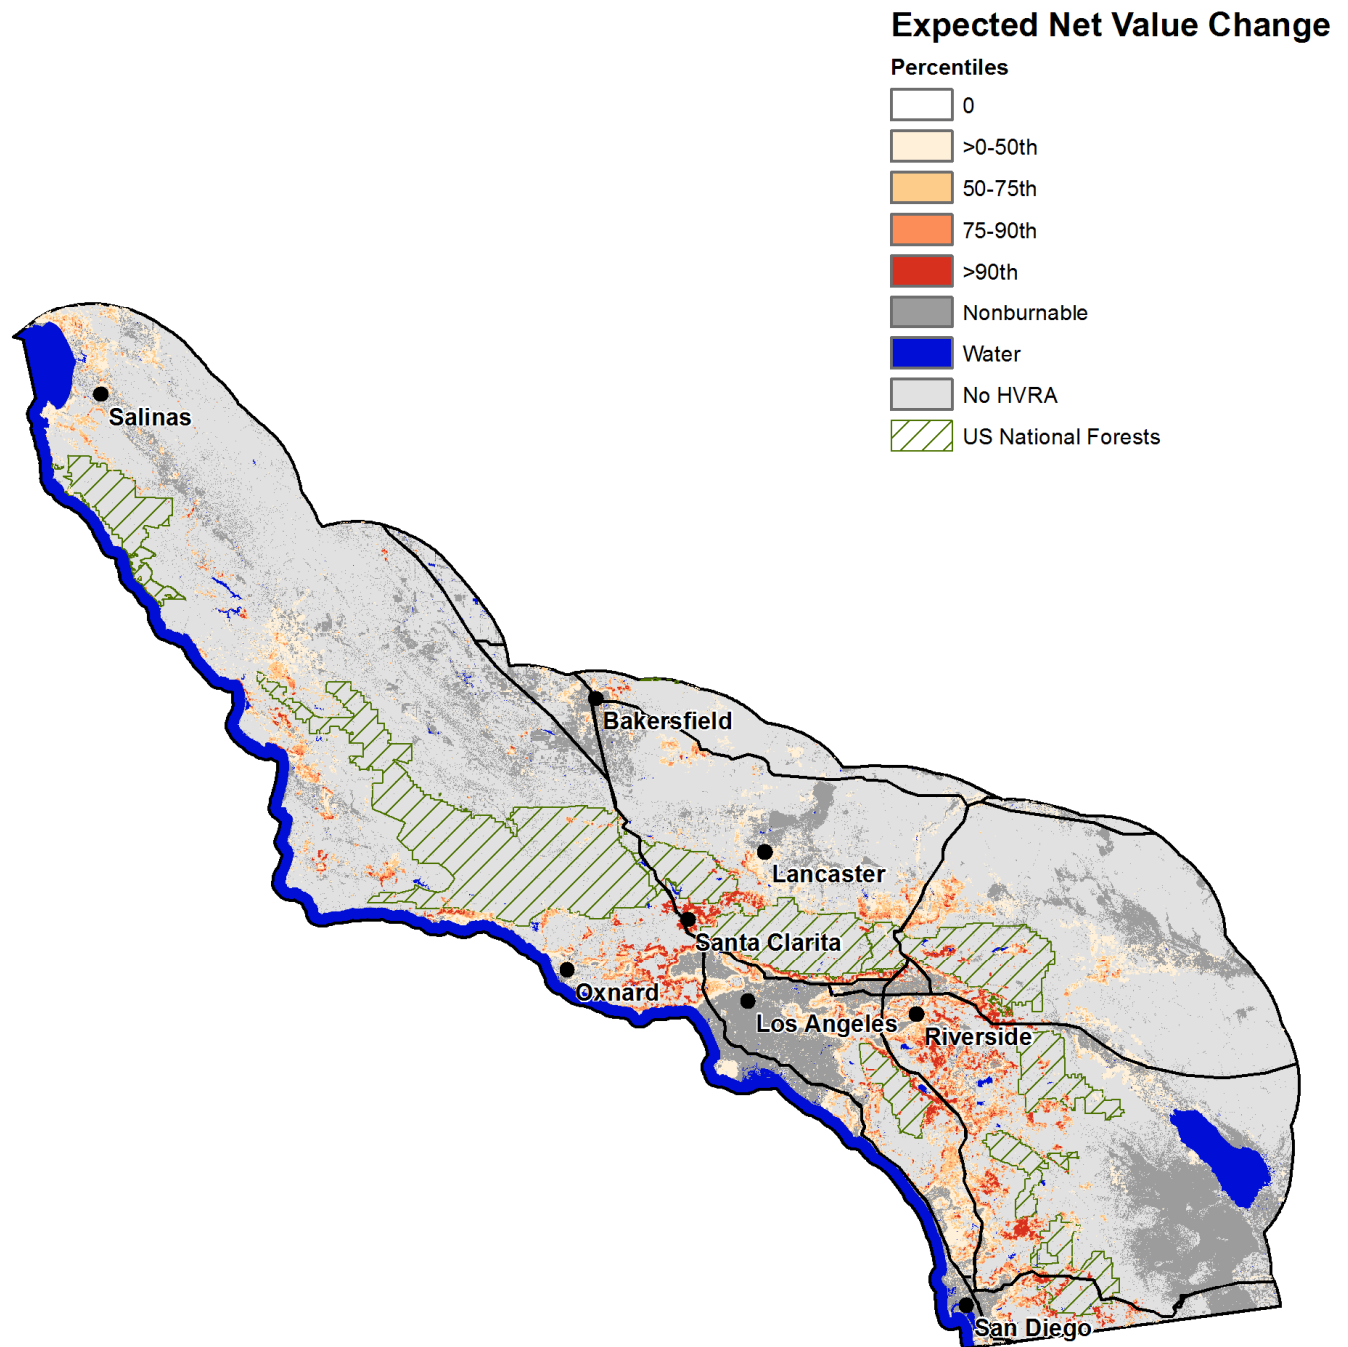 Expected Net Value Change
Percentiles
0
>0-50th
50-75th
75-90th
>90th
Nonburnable
Water
No HVRA
US National Forests
Salinas
Bakersfield
Lancaster
Santa Clarita
Oxnard
Los Angeles
Riverside
San Diego